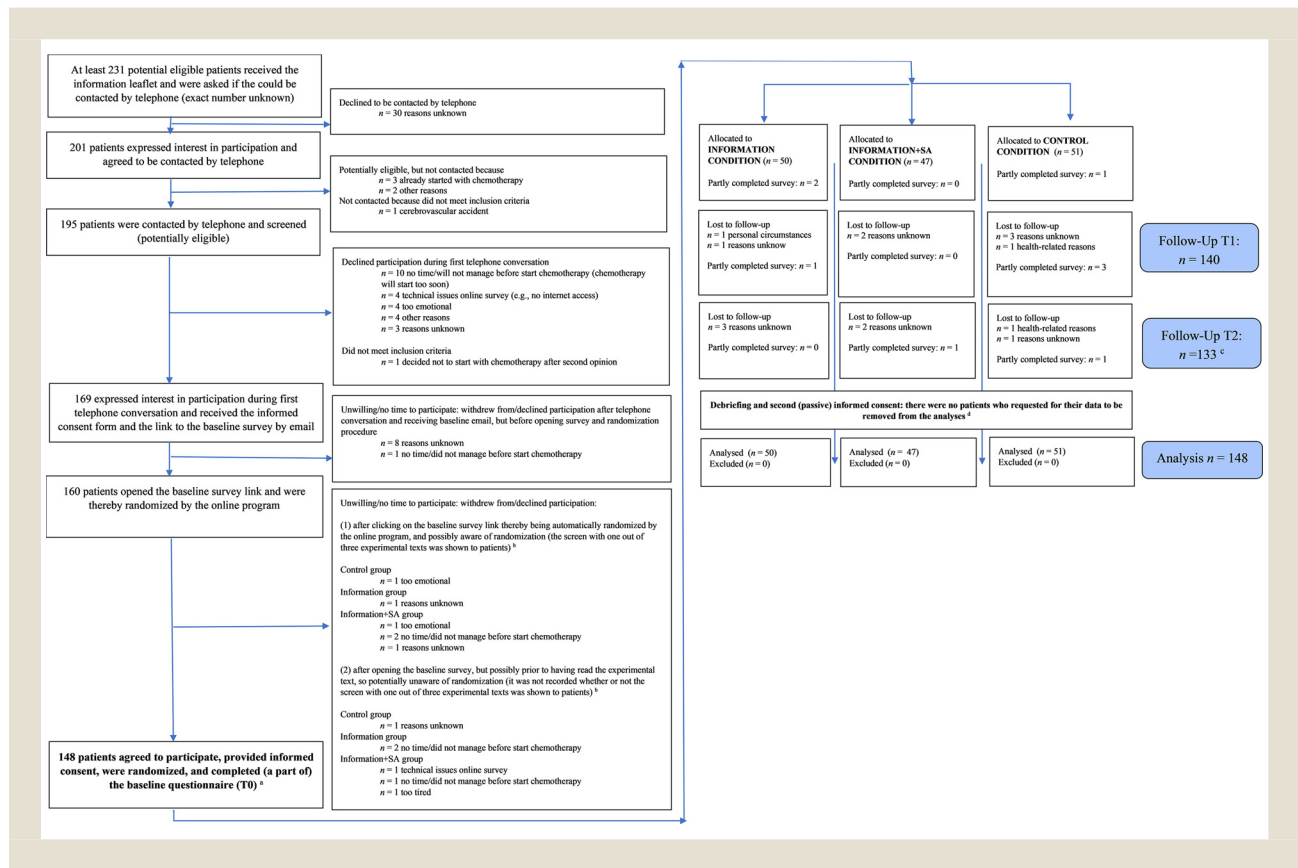 At least 231 potential eligible patients received the
information leaflet and were asked if the could be
contacted by telephone (exact number unknown)
Declined to be contacted by telephone
n = 30 reasons unknown
201 patients expressed interest in participation and
agreed to be contacted by telephone
Potentially eligible, but not contacted because
n = 3 already started with chemotherapy
n = 2 other reasons
Not contacted because did not meet inclusion criteria
n = 1 cerebrovascular accident
195 patients were contacted by telephone and screened
(potentially eligible)
Declined participation during first telephone conversation
n = 10 no time/will not manage before start chemotherapy (chemotherapy
will start too soon)
n = 4 technical issues online survey (e.g., no internet access)
n = 4 too emotional
n = 4 other reasons
n = 3 reasons unknown
Did not meet inclusion criteria
n = 1 decided not to start with chemotherapy after second opinion
169 expressed interest in participation during first
telephone conversation and received the informed
consent form and the link to the baseline survey by email
Unwilling/no time to participate: withdrew from/declined participation after telephone
conversation and receiving baseline email, but before opening survey and randomization
procedure
n = 8 reasons unknown
n = 1 no time/did not manage before start chemotherapy
160 patients opened the baseline survey link and were
thereby randomized by the online program
Unwilling/no time to participate: withdrew from/declined participation:
(1) after clicking on the baseline survey link thereby being automatically randomized by
the online program, and possibly aware of randomization (the screen with one out of
three experimental texts was shown to patients) b
Control group
n = 1 too emotional
Information group
n = 1 reasons unknown
Information+SA group
n = 1 too emotional
n = 2 no time/did not manage before start chemotherapy
n = 1 reasons unknown
(2) after opening the baseline survey, but possibly prior to having read the experimental
text, so potentially unaware of randomization (it was not recorded whether or not the
screen with one out of three experimental texts was shown to patients) b
Control group
n = 1 reasons unknown
Information group
n = 2 no time/did not manage before start chemotherapy
Information+SA group
n = 1 technical issues online survey
n = 1 no time/did not manage before start chemotherapy
n = 1 too tired
148 patients agreed to participate, provided informed
consent, were randomized, and completed (a part of)
the baseline questionnaire (T0) a
Allocated to
INFORMATION
CONDITION (n = 50)
Partly completed survey: n = 2
Allocated to
INFORMATION+SA
CONDITION (n = 47)
Partly completed survey: n = 0
Allocated to CONTROL
CONDITION (n = 51)
Partly completed survey: n = 1
Lost to follow-up
n = 1 personal circumstances
n = 1 reasons unknow
Partly completed survey: n = 1
Lost to follow-up
n = 2 reasons unknown
Partly completed survey: n = 0
Lost to follow-up
n = 3 reasons unknown
n = 1 health-related reasons
Partly completed survey: n = 3
Follow-Up T1:
n = 140
Lost to follow-up
n = 3 reasons unknown
Partly completed survey: n = 0
Lost to follow-up
n = 2 reasons unknown
Partly completed survey: n = 1
Lost to follow-up
n = 1 health-related reasons
n = 1 reasons unknown
Partly completed survey: n = 1
Follow-Up T2:
n =133 c
Debriefing and second (passive) informed consent: there were no patients who requested for their data to be
removed from the analyses d
Analysed (n = 50)
Excluded (n = 0)
Analysed (n = 47)
Excluded (n = 0)
Analysed (n = 51)
Excluded (n = 0)
Analysis n = 148